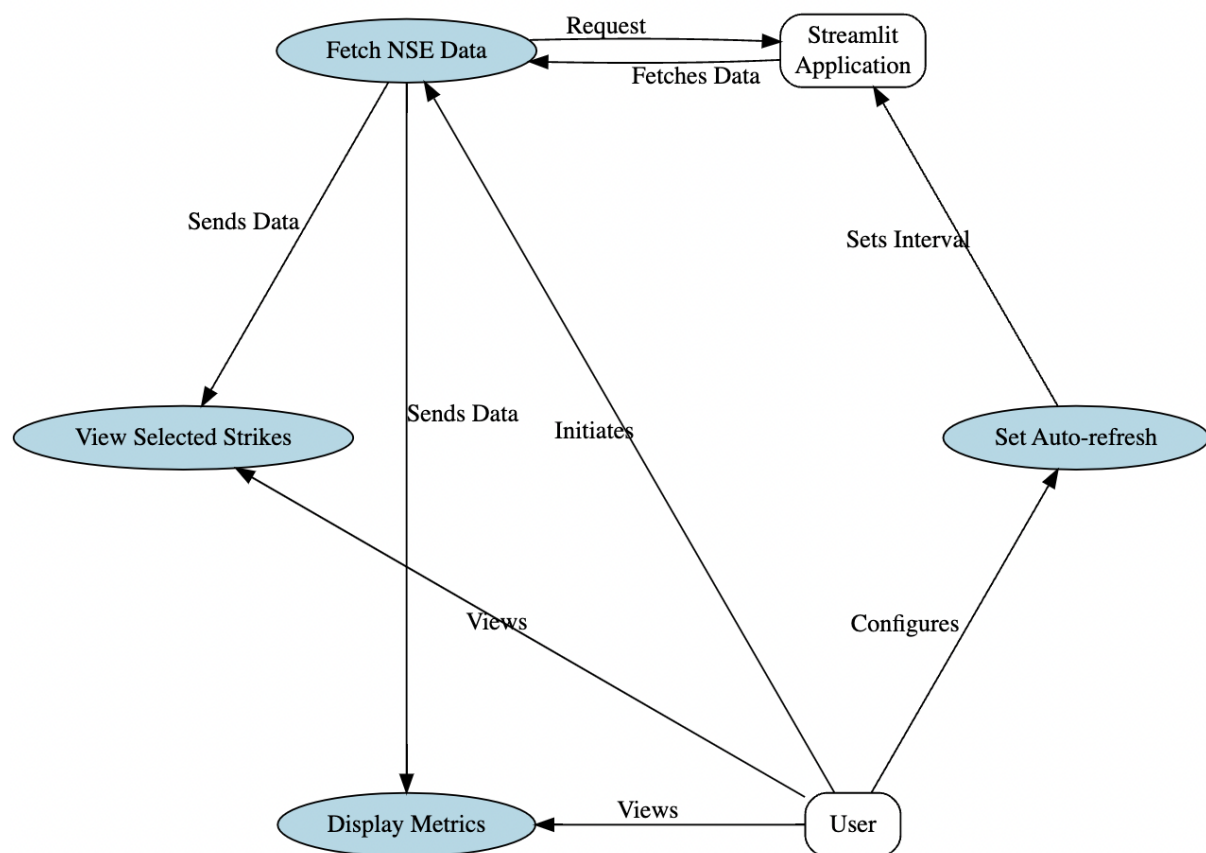 Fetch NSE Data
Request
Streamlit
Application
Fetches Data
Sends Data
Sets Interval
Sends Data
Initiates
View Selected Strikes
Set Auto-refresh
Views
Configures
Display Metrics
Views
User